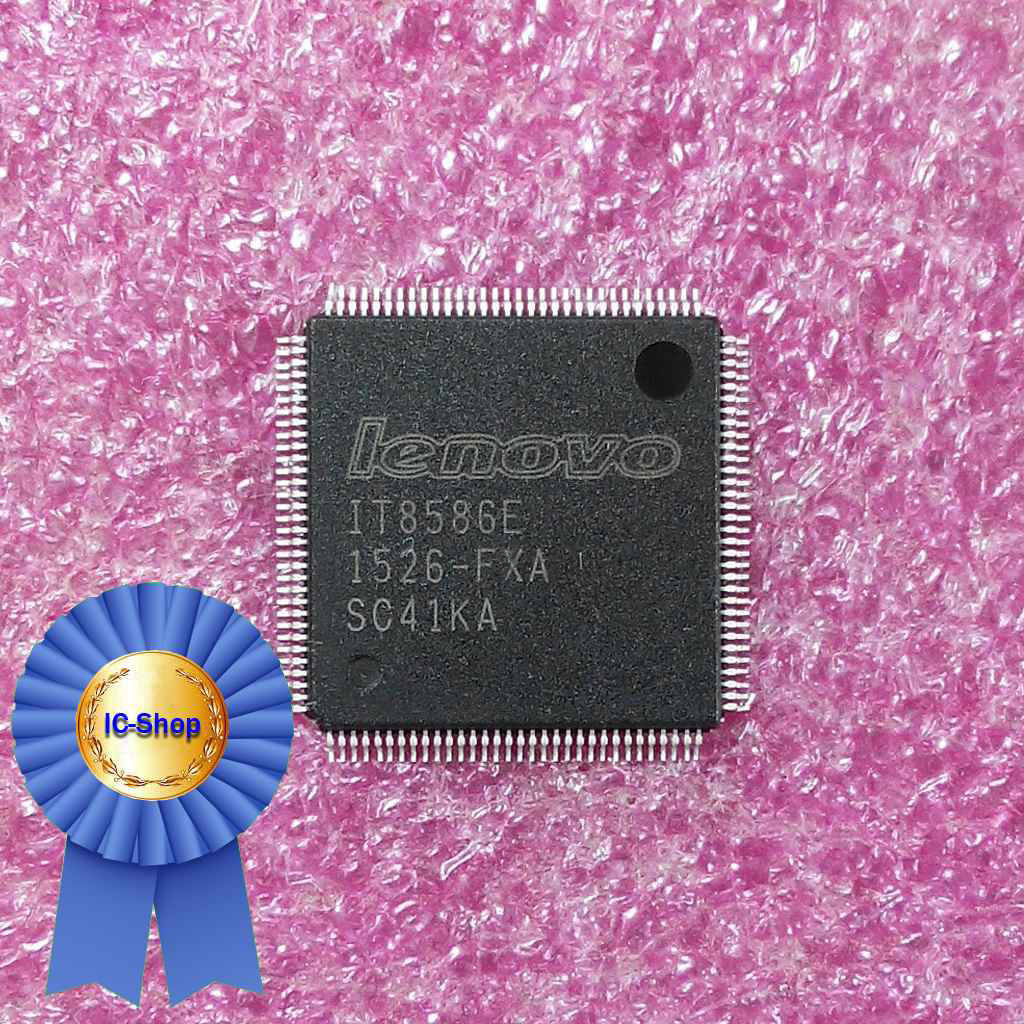 lenovo
IT8586E
1526-FXA
SC41KA
IC-Shop